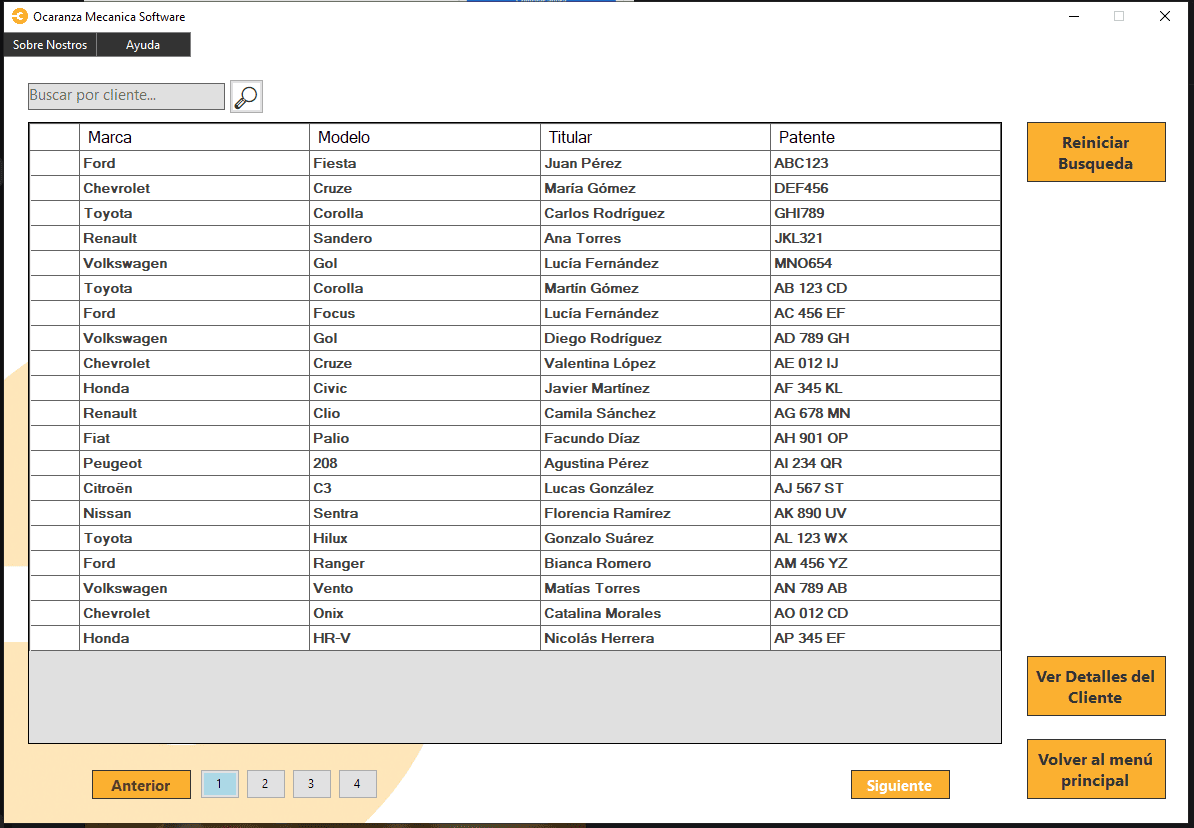 Ocaranza Mecanica Software
Sobre Nostros Ayuda
Buscar por cliente...
Marca Modelo Titular Patente
Ford Fiesta Juan Pérez ABC123
Chevrolet Cruze María Gómez DEF456
Toyota Corolla Carlos Rodríguez GHI789
Renault Sandero Ana Torres JKL321
Volkswagen Gol Lucía Fernández MNO654
Toyota Corolla Martín Gómez AB 123 CD
Ford Focus Lucía Fernández AC 456 EF
Volkswagen Gol Diego Rodríguez AD 789 GH
Chevrolet Cruze Valentina López AE 012 IJ
Honda Civic Javier Martínez AF 345 KL
Renault Clio Camila Sánchez AG 678 MN
Fiat Palio Facundo Díaz AH 901 OP
Peugeot 208 Agustina Pérez AI 234 QR
Citroën C3 Lucas González AJ 567 ST
Nissan Sentra Florencia Ramírez AK 890 UV
Toyota Hilux Gonzalo Suárez AL 123 WX
Ford Ranger Bianca Romero AM 456 YZ
Volkswagen Vento Matías Torres AN 789 AB
Chevrolet Onix Catalina Morales AO 012 CD
Honda HR-V Nicolás Herrera AP 345 EF
Reiniciar
Busqueda
Ver Detalles del
Cliente
Volver al menú
principal
Anterior 1 2 3 4 Siguiente